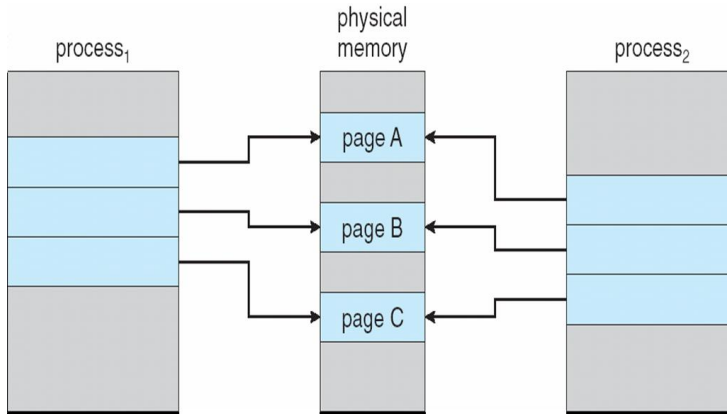 process₁
physical
memory
process₂
page A
page B
page C